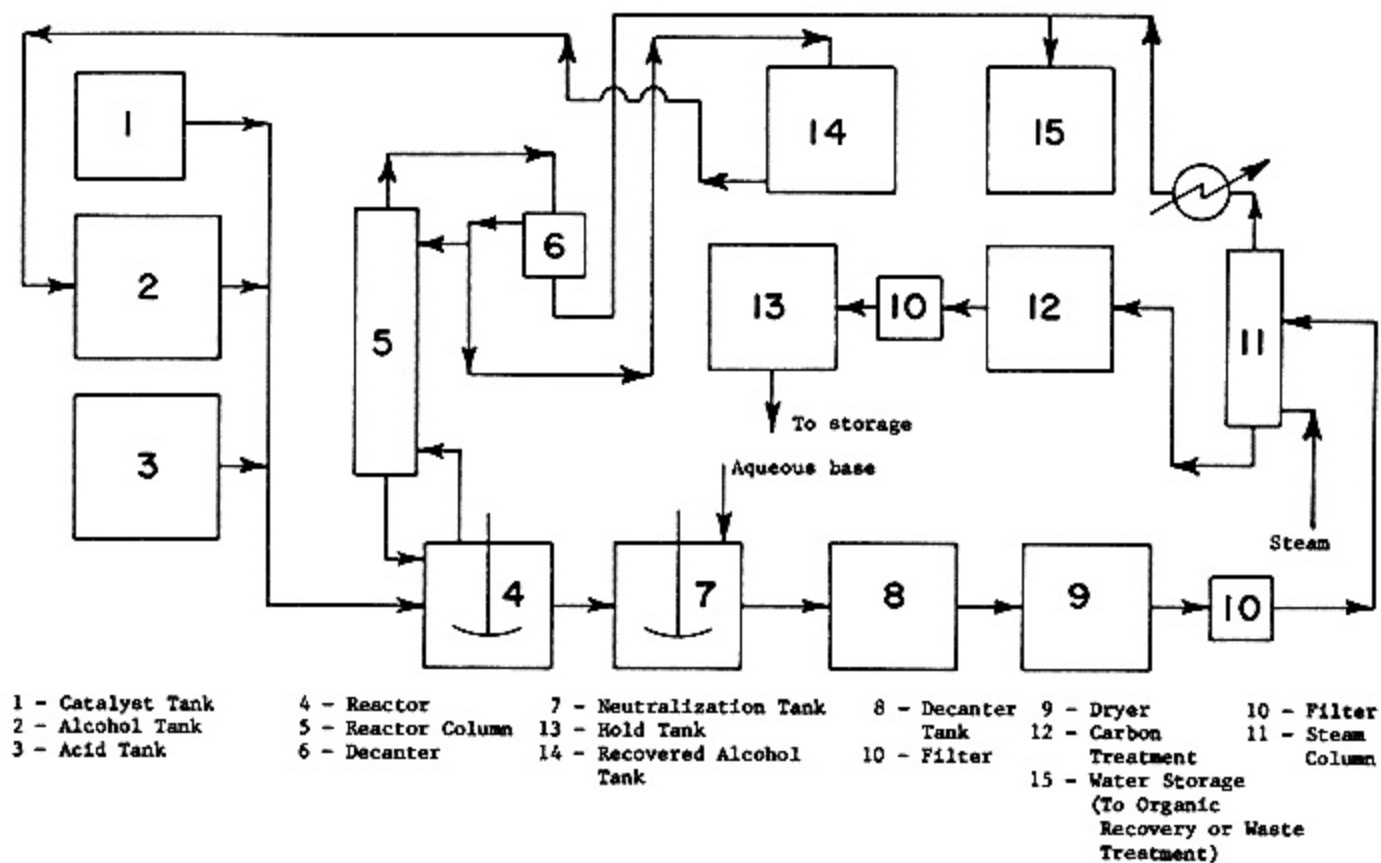 1
14
15
6
2
13
10
12
5
11
To storage
3
Aqueous base
Steam
4
7
8
9
10
1 - Catalyst Tank
2 - Alcohol Tank
3 - Acid Tank
4 - Reactor
5 - Reactor Column
6 - Decanter
7 - Neutralization Tank
13 - Hold Tank
14 - Recovered Alcohol
Tank
8 - Decanter
Tank
10 - Filter
9 - Dryer
12 - Carbon
Treatment
15 - Water Storage
(To Organic
Recovery or Waste
Treatment)
10 - Filter
11 - Steam
Column